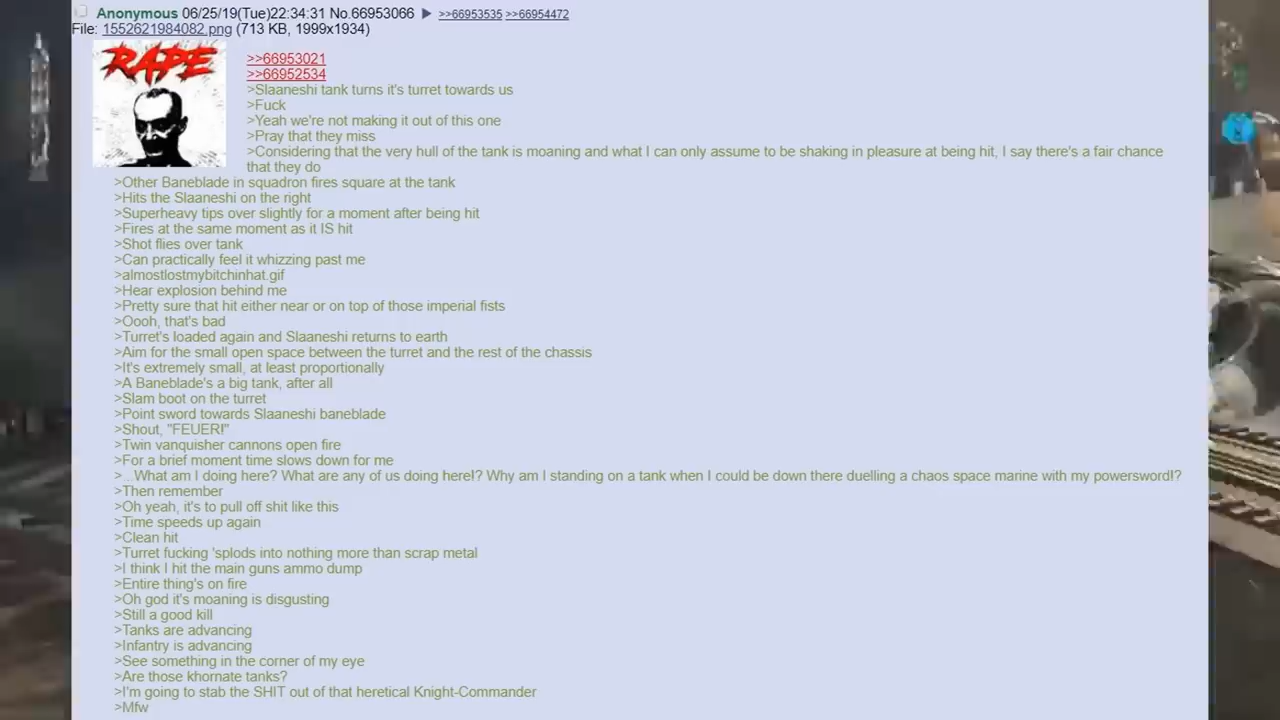 Anonymous 06/25/19(Tue)22:34:31 No.66953066 ▶ >>66953535 >>66954472
File: 1552621984082.png (713 KB, 1999x1934)
RAPE
>>66953021
>>66952534
>Slaaneshi tank turns it's turret towards us
>Fuck
>Yeah we're not making it out of this one
>Pray that they miss
>Considering that the very hull of the tank is moaning and what I can only assume to be shaking in pleasure at being hit, I say there's a fair chance
that they do
>Other Baneblade in squadron fires square at the tank
>Hits the Slaaneshi on the right
>Superheavy tips over slightly for a moment after being hit
>Fires at the same moment as it IS hit
>Shot flies over tank
>Can practically feel it whizzing past me
>almostlostmybitchinhat.gif
>Hear explosion behind me
>Pretty sure that hit either near or on top of those imperial fists
>Oooh, that's bad
>Turret's loaded again and Slaaneshi returns to earth
>Aim for the small open space between the turret and the rest of the chassis
>It's extremely small, at least proportionally
>A Baneblade's a big tank, after all
>Slam boot on the turret
>Point sword towards Slaaneshi baneblade
>Shout, "FEUER!"
>Twin vanquisher cannons open fire
>For a brief moment time slows down for me
>...What am I doing here? What are any of us doing here!? Why am I standing on a tank when I could be down there duelling a chaos space marine with my powersword!?
>Then remember
>Oh yeah, it's to pull off shit like this
>Time speeds up again
>Clean hit
>Turret fucking 'splods into nothing more than scrap metal
>I think I hit the main guns ammo dump
>Entire thing's on fire
>Oh god it's moaning is disgusting
>Still a good kill
>Tanks are advancing
>Infantry is advancing
>See something in the corner of my eye
>Are those khornate tanks?
>I'm going to stab the SHIT out of that heretical Knight-Commander
>Mfw